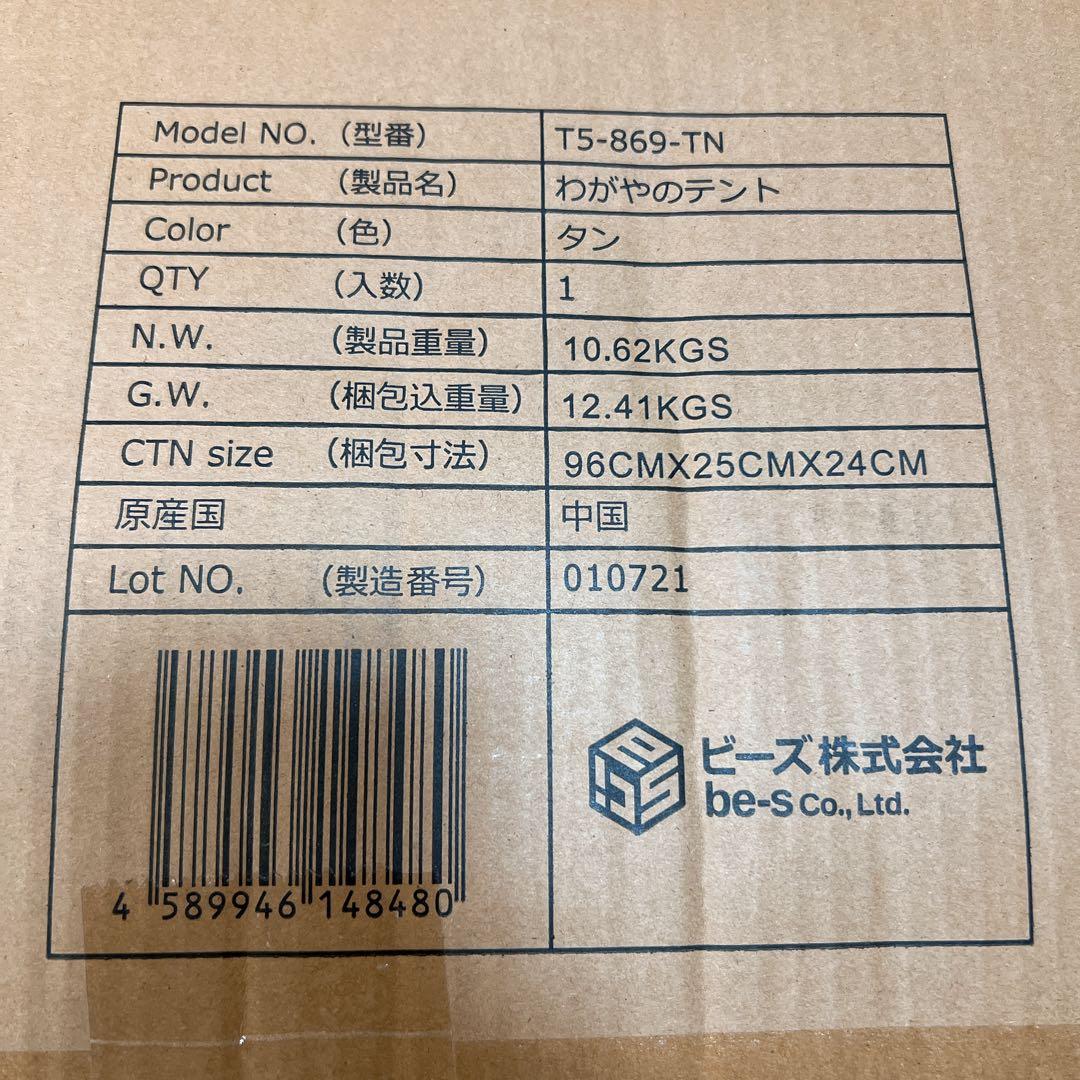 Model NO. （型番） T5-869-TN
Product （製品名） わがやのテント
Color （色） タン
QTY （入数） 1
N.W. （製品重量） 10.62KGS
G.W. （梱包込重量） 12.41KGS
CTN size （梱包寸法） 96CMX25CMX24CM
原産国 中国
Lot NO. （製造番号） 010721
ビーズ株式会社
be-s Co., Ltd.
4 589946 148480